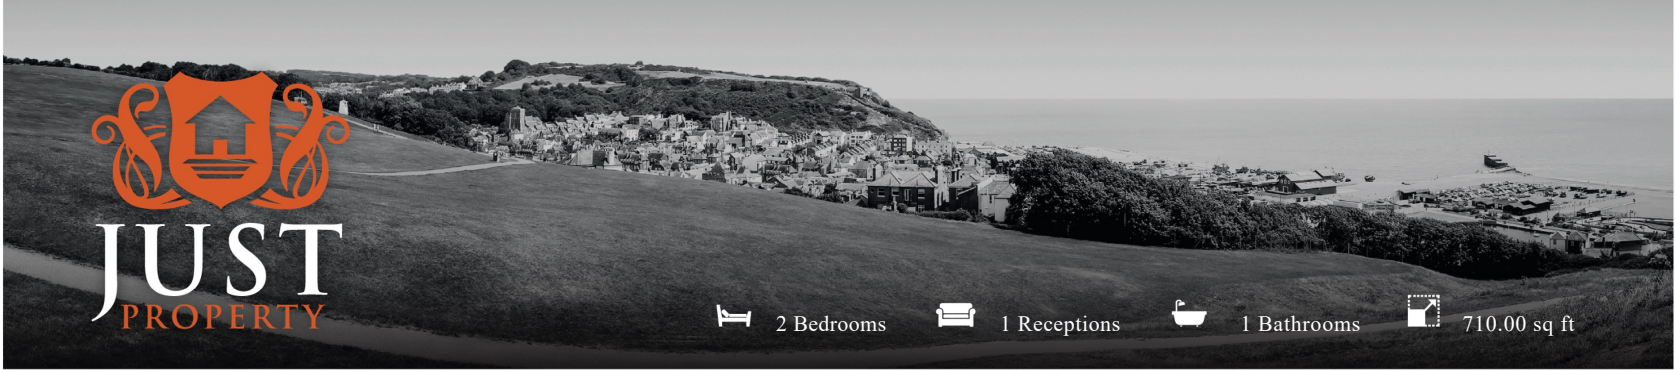 JUST
PROPERTY
2 Bedrooms
1 Receptions
1 Bathrooms
710.00 sq ft